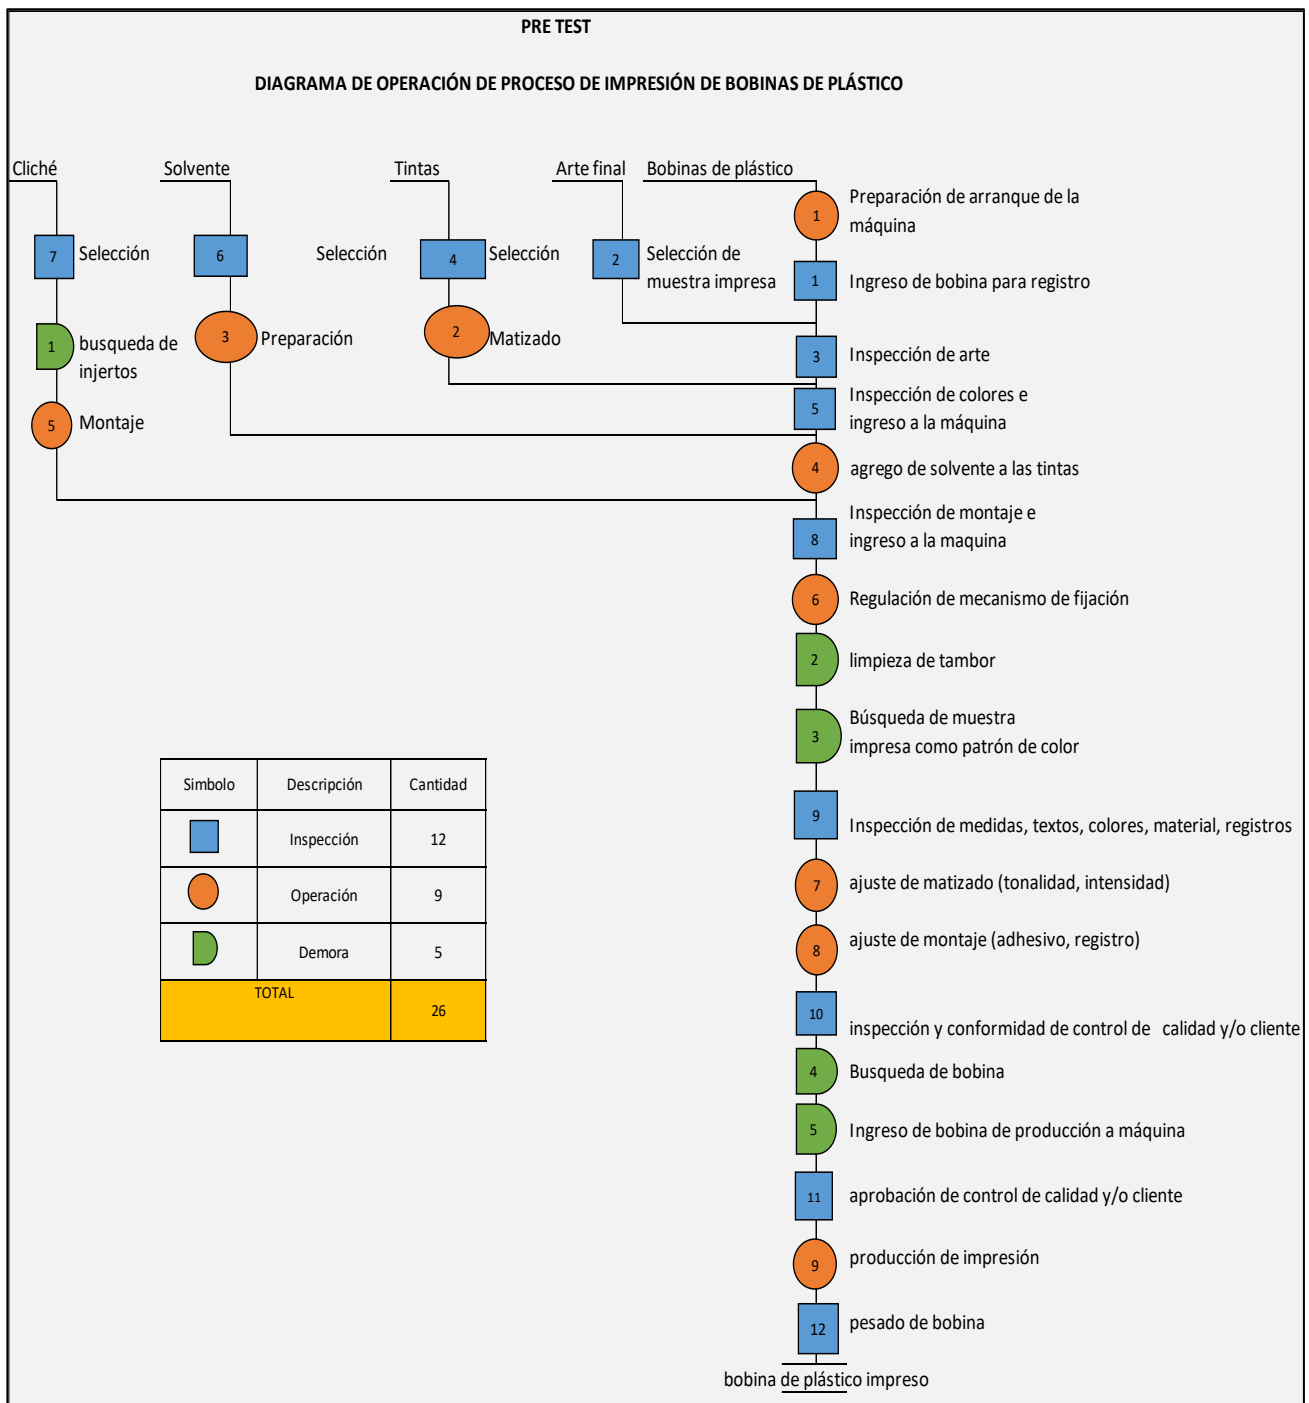 PRE TEST
DIAGRAMA DE OPERACIÓN DE PROCESO DE IMPRESIÓN DE BOBINAS DE PLÁSTICO
Cliché
Solvente
Tintas
Arte final
Bobinas de plástico
1
Preparación de arranque de la
máquina
7
Selección
6
Selección
4
Selección
2
Selección de
muestra impresa
1
Ingreso de bobina para registro
1
busqueda de
injertos
3
Preparación
2
Matizado
3
Inspección de arte
5
Inspección de colores e
ingreso a la máquina
5
Montaje
4
agrego de solvente a las tintas
8
Inspección de montaje e
ingreso a la maquina
6
Regulación de mecanismo de fijación
2
limpieza de tambor
3
Búsqueda de muestra
impresa como patrón de color
9
Inspección de medidas, textos, colores, material, registros
7
ajuste de matizado (tonalidad, intensidad)
8
ajuste de montaje (adhesivo, registro)
10
inspección y conformidad de control de calidad y/o cliente
4
Busqueda de bobina
5
Ingreso de bobina de producción a máquina
11
aprobación de control de calidad y/o cliente
9
producción de impresión
12
pesado de bobina
bobina de plástico impreso
Simbolo Descripción Cantidad
Inspección 12
Operación 9
Demora 5
TOTAL 26